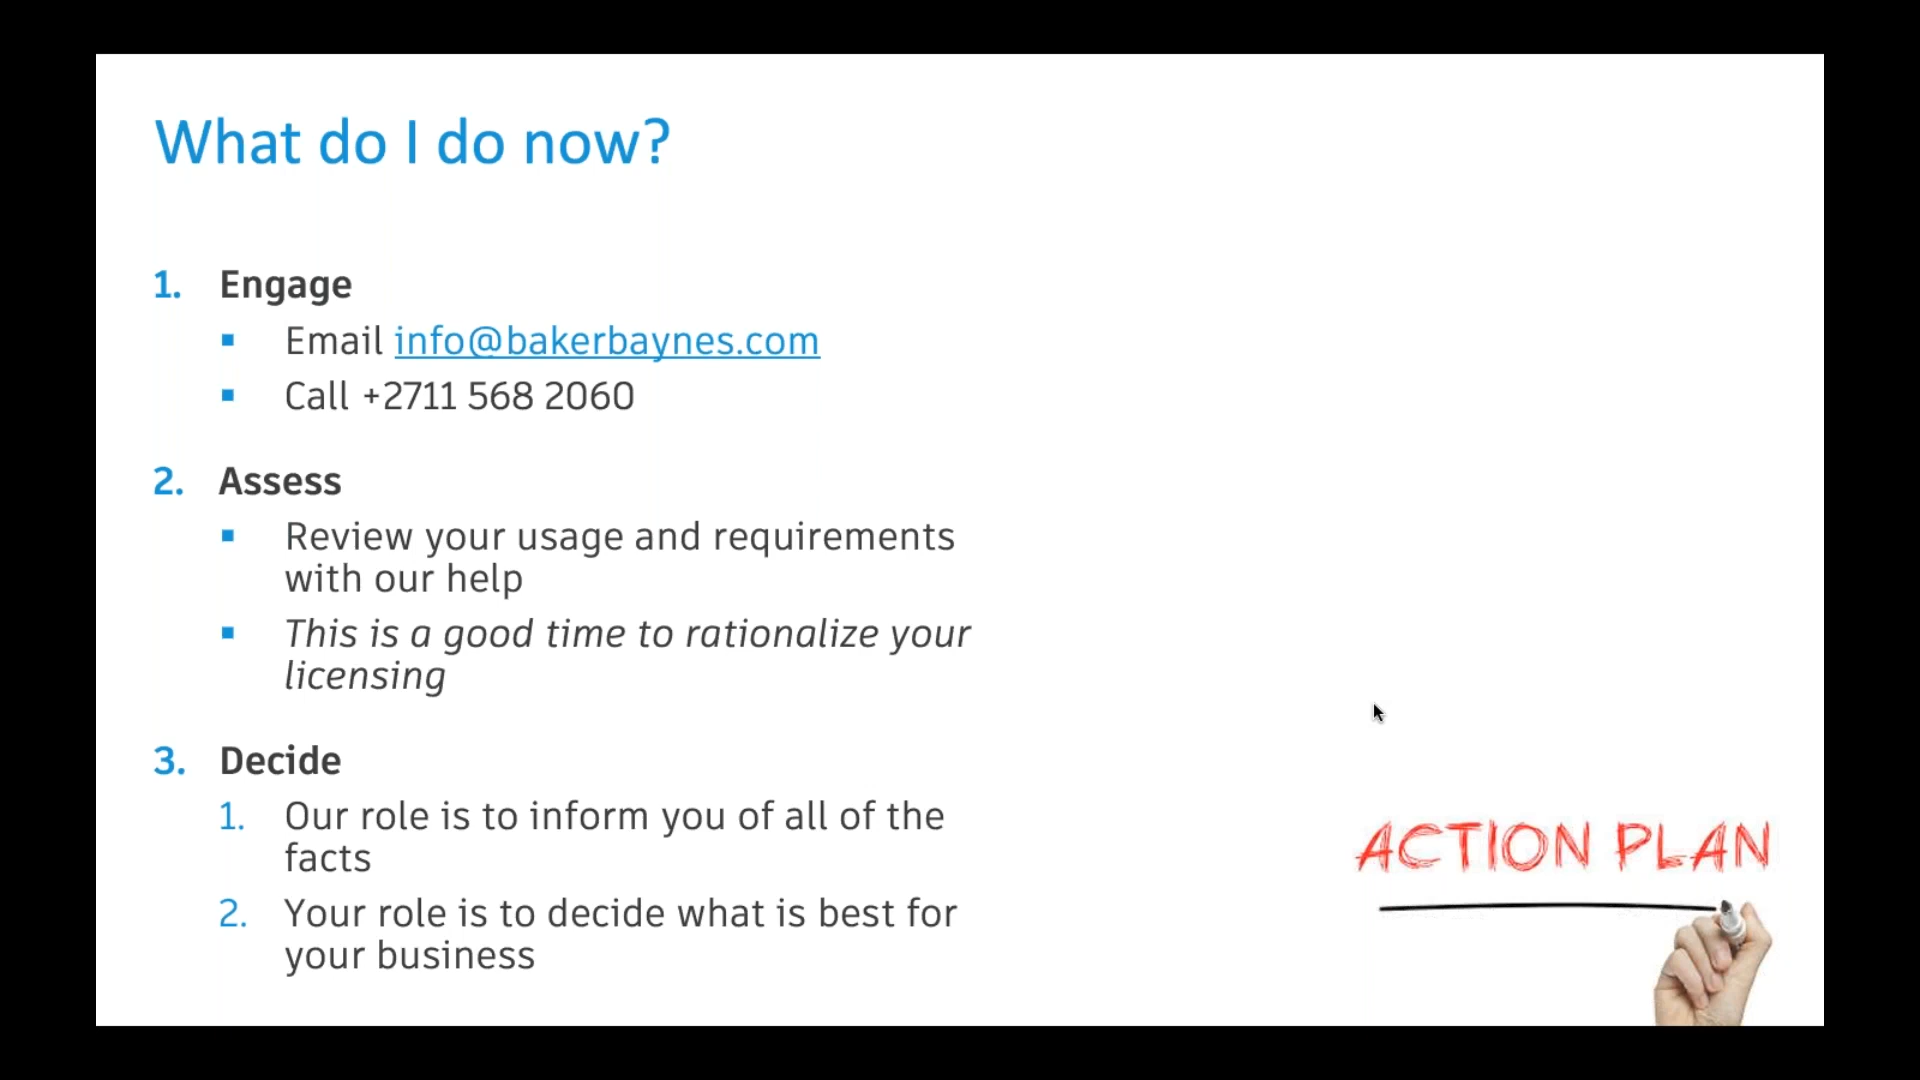 What do I do now?
1. Engage
▪ Email info@bakerbaynes.com
▪ Call +2711 568 2060
2. Assess
▪ Review your usage and requirements
with our help
▪ This is a good time to rationalize your
licensing
3. Decide
1. Our role is to inform you of all of the
facts
2. Your role is to decide what is best for
your business
ACTION PLAN